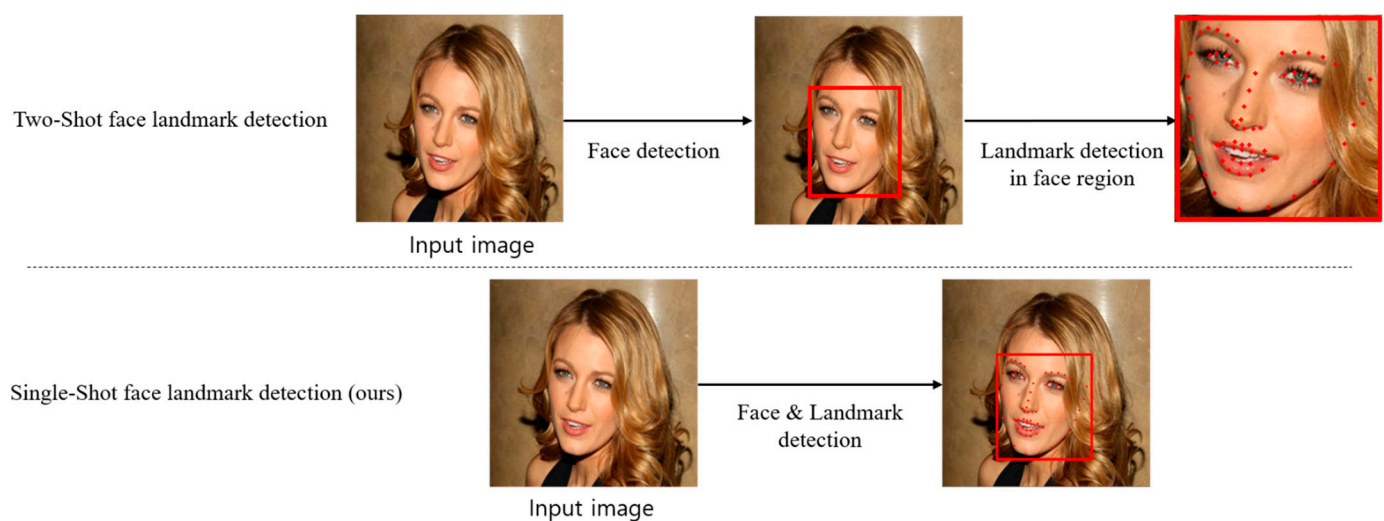 Two-Shot face landmark detection
Face detection
Landmark detection
in face region
Input image
Single-Shot face landmark detection (ours)
Face & Landmark
detection
Input image